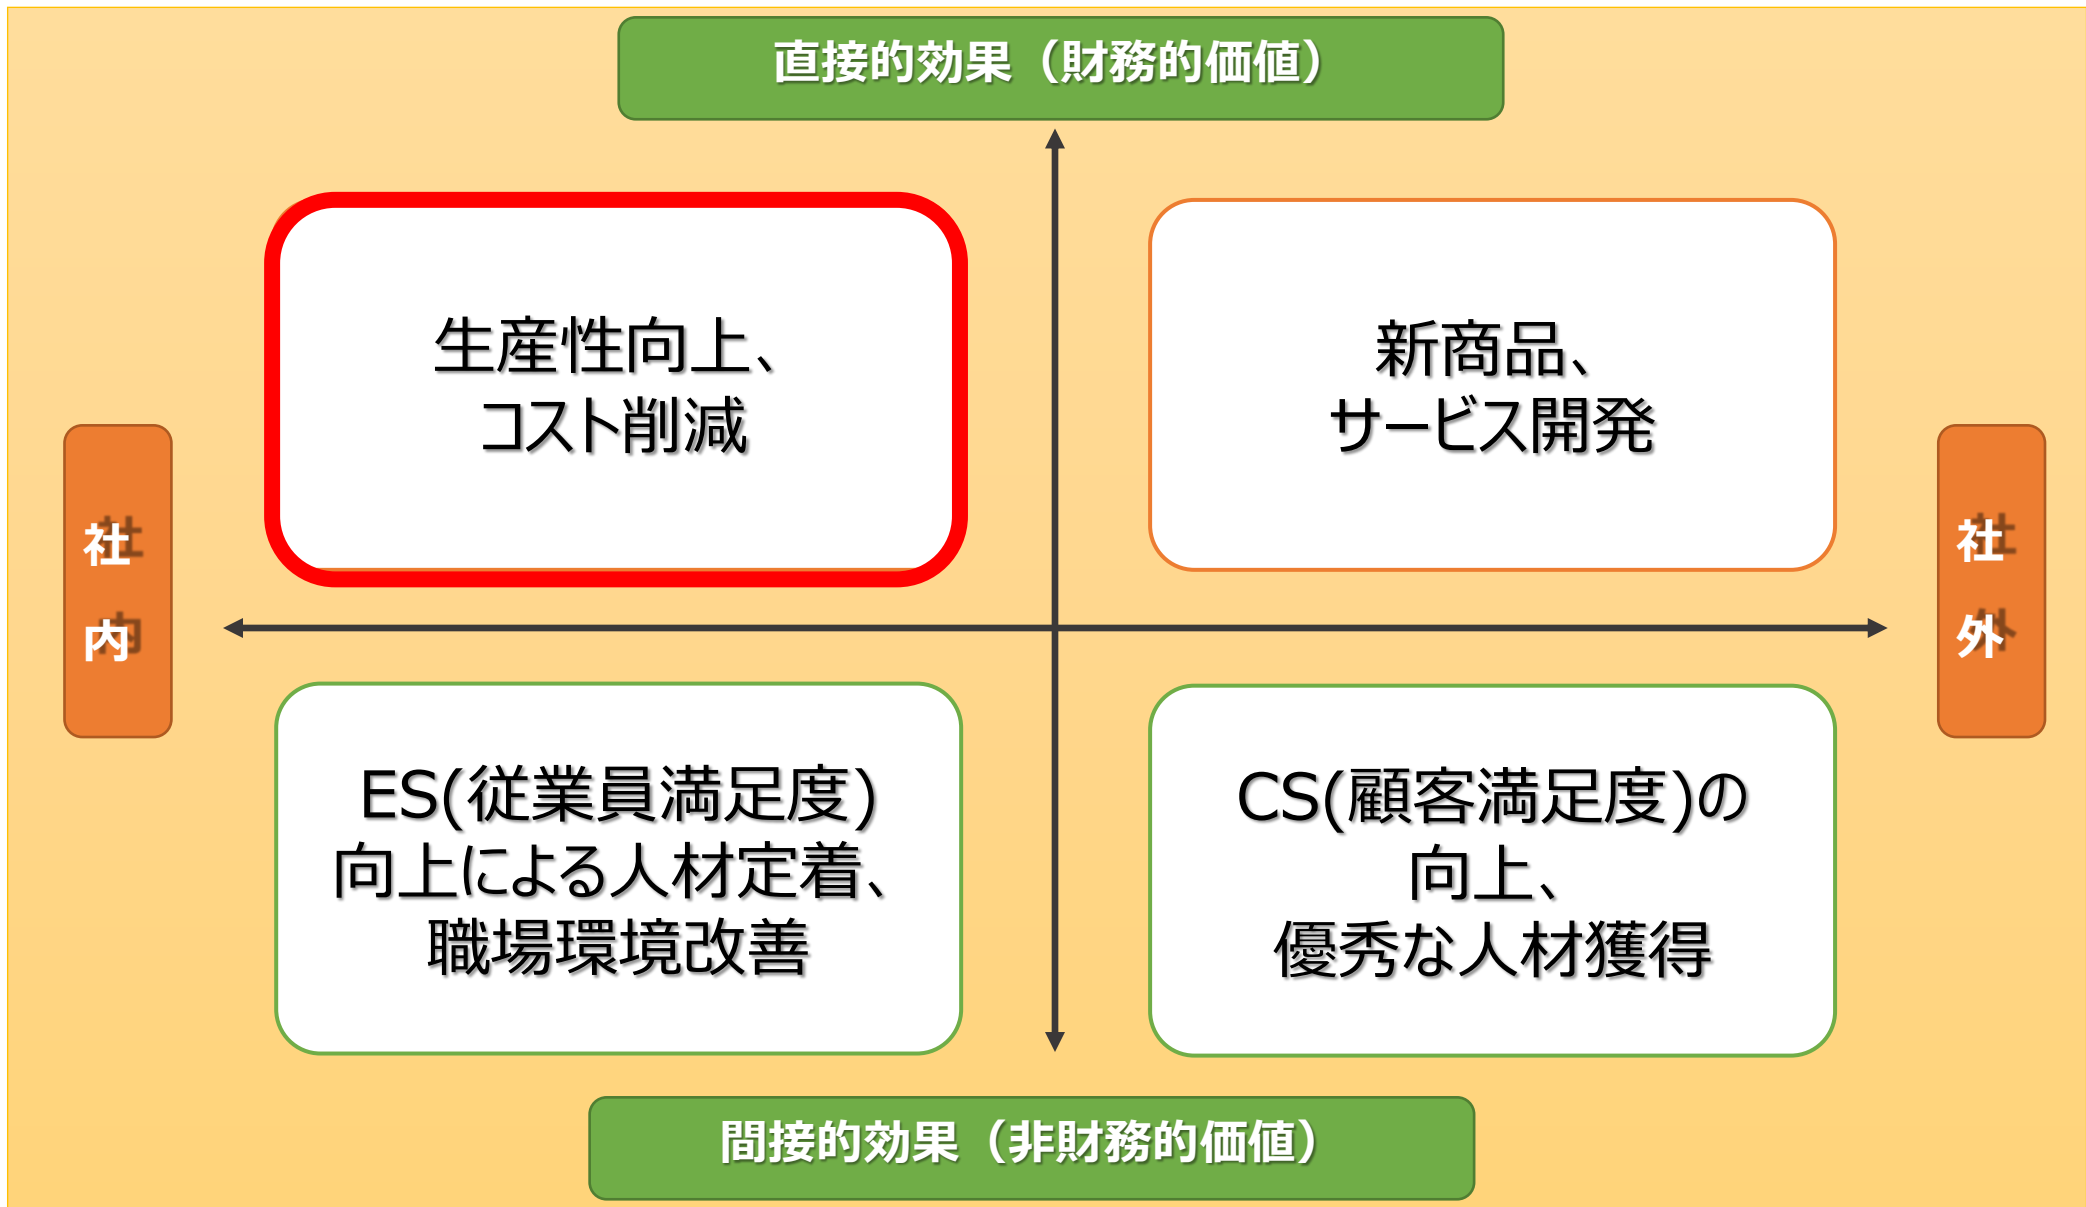 直接的効果（財務的価値）
生産性向上、
コスト削減
新商品、
サービス開発
社
内
社
外
ES(従業員満足度)
向上による人材定着、
職場環境改善
CS(顧客満足度)の
向上、
優秀な人材獲得
間接的効果（非財務的価値）